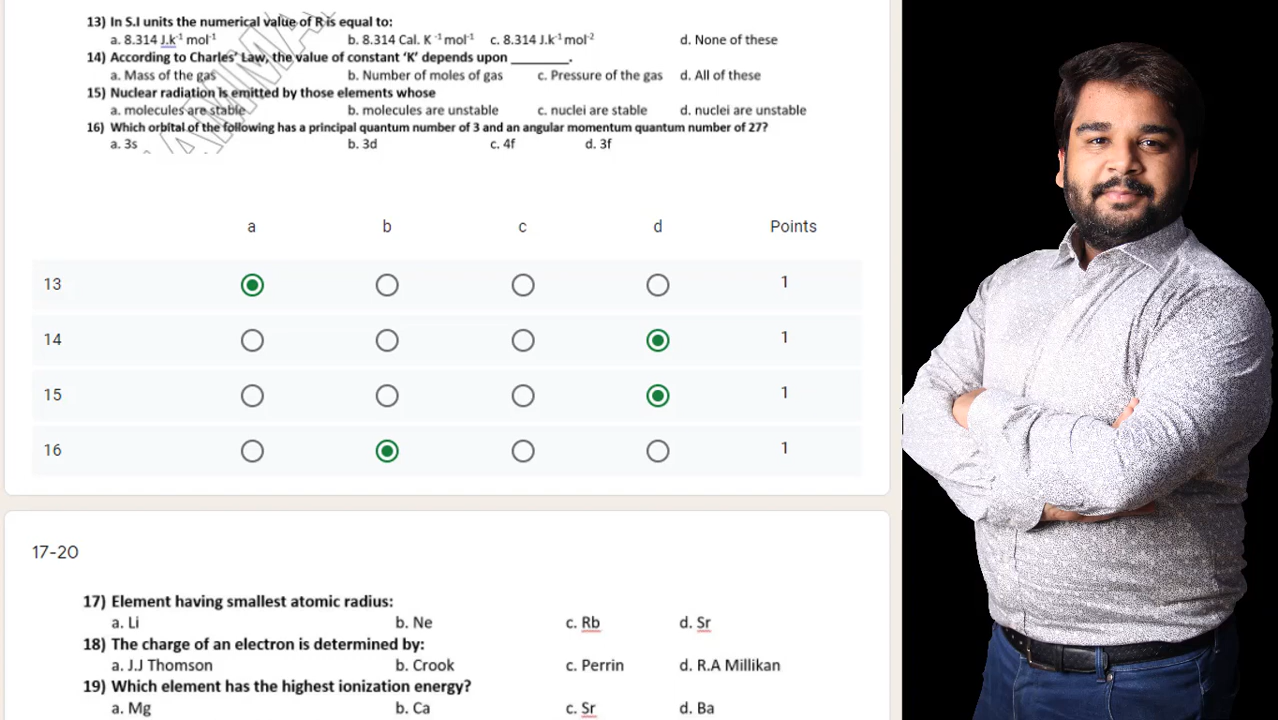 13) In S.I units the numerical value of R is equal to:
a. 8.314 J.k⁻¹ mol⁻¹ b. 8.314 Cal. K ⁻¹ mol⁻¹ c. 8.314 J.k⁻¹ mol⁻² d. None of these
14) According to Charles' Law, the value of constant 'K' depends upon ________.
a. Mass of the gas b. Number of moles of gas c. Pressure of the gas d. All of these
15) Nuclear radiation is emitted by those elements whose
a. molecules are stable b. molecules are unstable c. nuclei are stable d. nuclei are unstable
16) Which orbital of the following has a principal quantum number of 3 and an angular momentum quantum number of 27?
a. 3s b. 3d c. 4f d. 3f
a b c d Points
13 1
14 1
15 1
16 1
17-20
17) Element having smallest atomic radius:
a. Li b. Ne c. Rb d. Sr
18) The charge of an electron is determined by:
a. J.J Thomson b. Crook c. Perrin d. R.A Millikan
19) Which element has the highest ionization energy?
a. Mg b. Ca c. Sr d. Ba